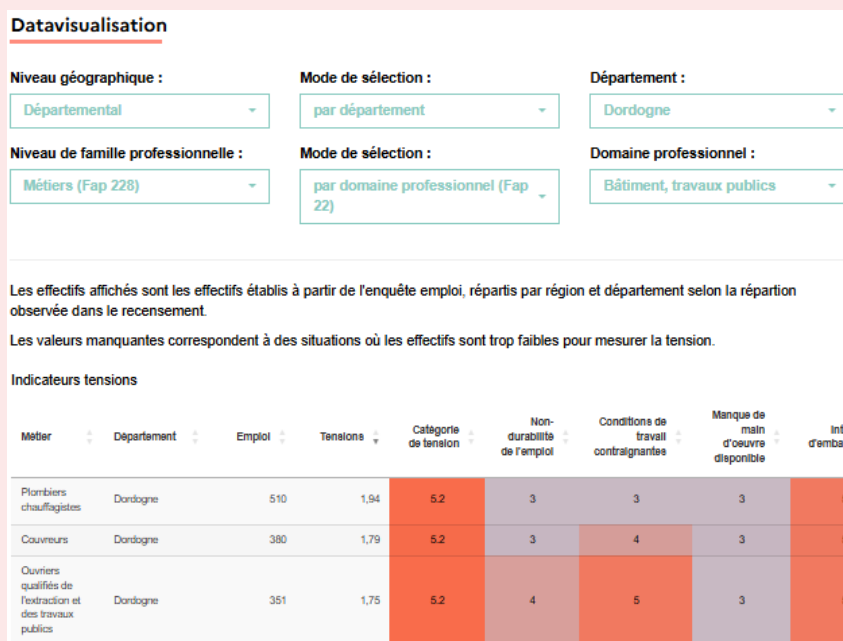 Datavisualisation
Niveau géographique :
Mode de sélection :
Département :
Départemental
par département
Dordogne
Niveau de famille professionnelle :
Mode de sélection :
Domaine professionnel :
Métiers (Fap 228)
par domaine professionnel (Fap
22)
Bâtiment, travaux publics
Les effectifs affichés sont les effectifs établis à partir de l'enquête emploi, répartis par région et département selon la répartion
observée dans le recensement.
Les valeurs manquantes correspondent à des situations où les effectifs sont trop faibles pour mesurer la tension.
Indicateurs tensions
Métier
Département
Emploi
Tensions
Catégorie
de tension
Non-
durabilité
de l'emploi
Conditions de
travail
contraignantes
Manque de
main
d'oeuvre
disponible
Int
d'emba
Plombiers
chauffagistes
Dordogne
510
1,94
5.2
3
3
3
Couvreurs
Dordogne
380
1,79
5.2
3
4
3
Ouvriers
qualifiés de
l'extraction et
des travaux
publics
Dordogne
351
1,75
5.2
4
5
3